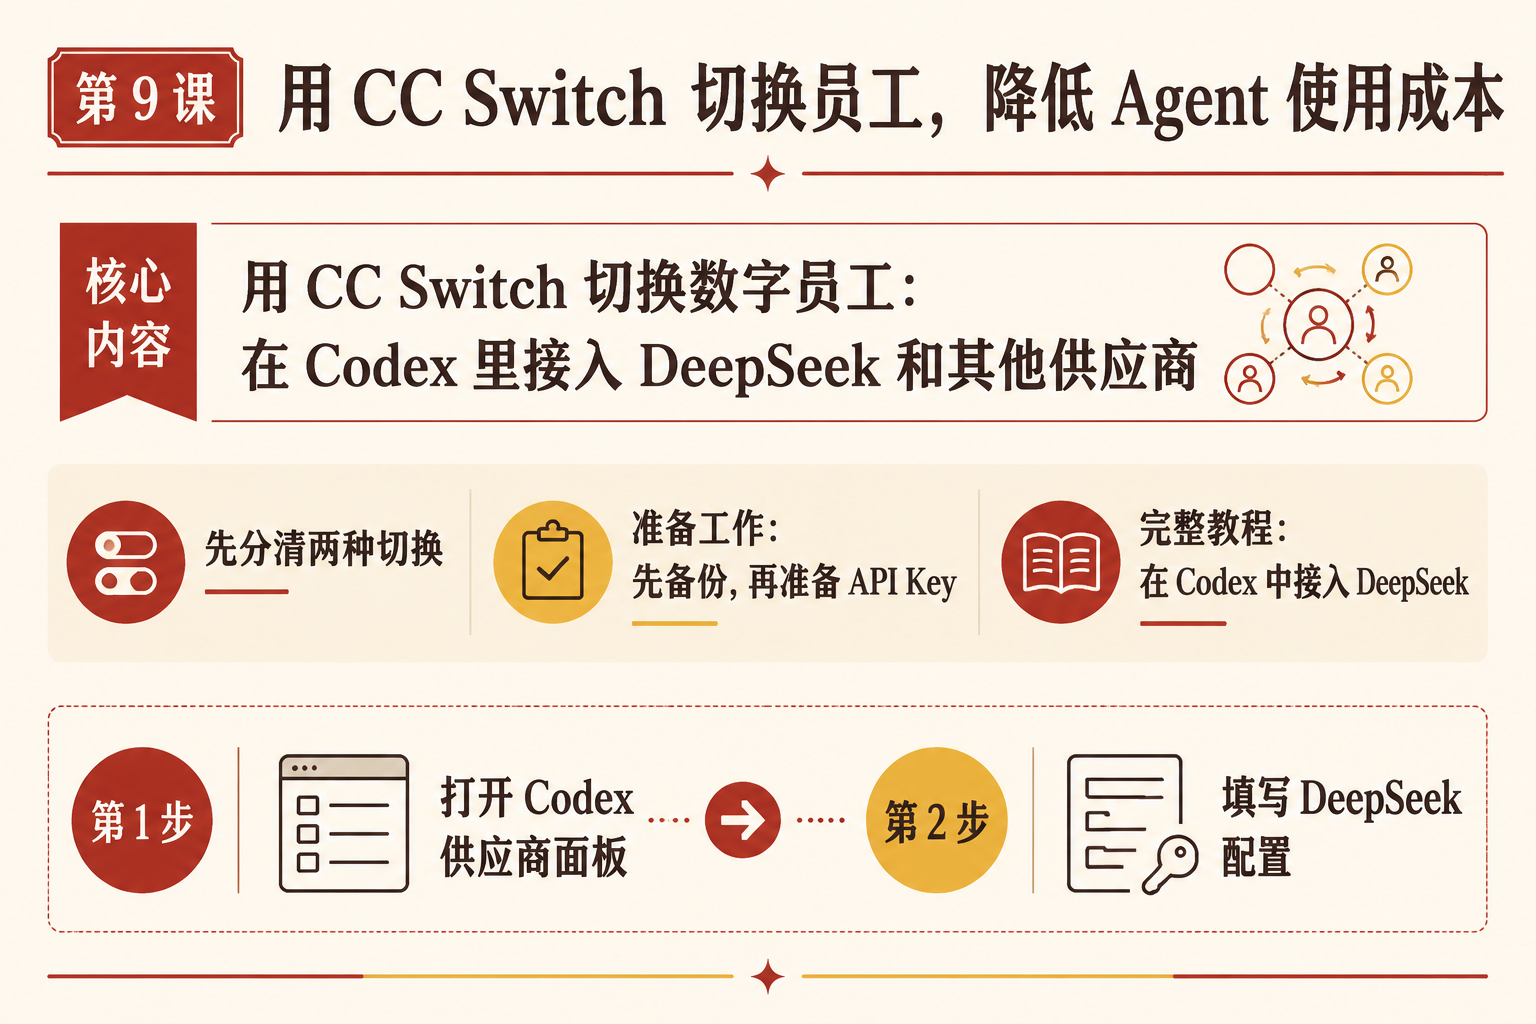 第 9 课
用 CC Switch 切换员工，降低 Agent 使用成本
核心
内容
用 CC Switch 切换数字员工：
在 Codex 里接入 DeepSeek 和其他供应商
先分清两种切换
准备工作：
先备份，再准备 API Key
完整教程：
在 Codex 中接入 DeepSeek
第 1 步
打开 Codex
供应商面板
第 2 步
填写 DeepSeek
配置